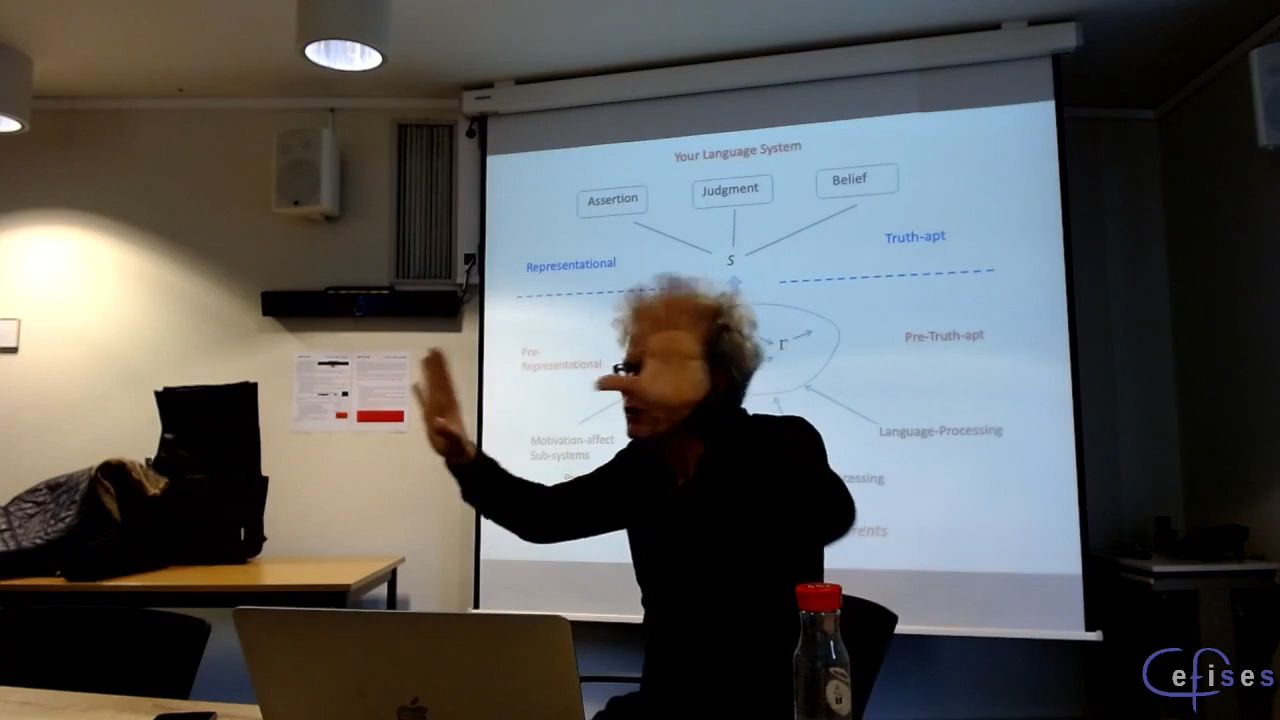 Your Language System
Assertion
Judgment
Belief
S
Representational
Truth-apt
Γ
Pre-
Representational
Pre-Truth-apt
Motivation-affect
Sub-systems
Language-Processing
Cefises